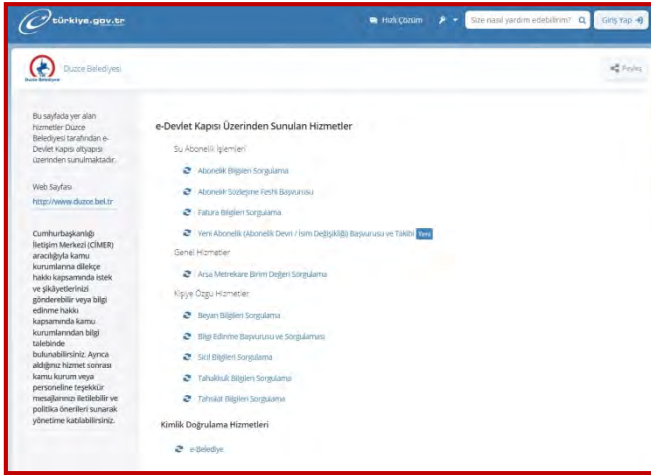 türkiye.gov.tr
Hızlı Çözüm
Size nasıl yardım edebilirim?
Giriş Yap
Düzce Belediyesi
Paylaş
Bu sayfada yer alan
hizmetler Düzce
Belediyesi tarafından e-
Devlet Kapısı altyapısı
üzerinden sunulmaktadır.
Web Sayfası
http://www.duzce.bel.tr
Cumhurbaşkanlığı
İletişim Merkezi (CİMER)
aracılığıyla kamu
kurumlarına dilekçe
hakkı kapsamında istek
ve şikâyetlerinizi
gönderebilir veya bilgi
edinme hakkı
kapsamında kamu
kurumlarından bilgi
talebinde
bulunabilirsiniz. Ayrıca
aldığınız hizmet sonrası
kamu kurum veya
personeline teşekkür
mesajlarınızı iletilebilir ve
politika önerileri sunarak
yönetime katılabilirsiniz.
e-Devlet Kapısı Üzerinden Sunulan Hizmetler
Su Abonelik İşlemleri
Abonelik Bilgileri Sorgulama
Abonelik Sözleşme Feshi Başvurusu
Fatura Bilgileri Sorgulama
Yeni Abonelik (Abonelik Devri / İsim Değişikliği) Başvurusu ve Takibi Yeni
Genel Hizmetler
Arsa Metrekare Birim Değeri Sorgulama
Kişiye Özgü Hizmetler
Beyan Bilgileri Sorgulama
Bilgi Edinme Başvurusu ve Sorgulaması
Sicil Bilgileri Sorgulama
Tahakkuk Bilgileri Sorgulama
Tahsilat Bilgileri Sorgulama
Kimlik Doğrulama Hizmetleri
e-Belediye